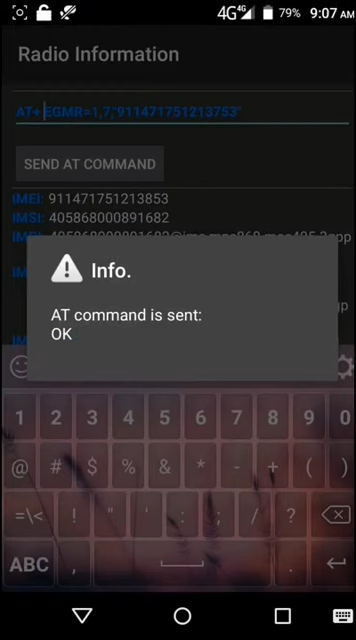 4G 4G 79% 9:07 AM
Radio Information
AT+EGMR=1,7,"911471751213753"
SEND AT COMMAND
IMEI: 911471751213853
IMSI: 405868000891682
Info.
AT command is sent:
OK
1 2 3 4 5 6 7 8 9 0
@ # $ % & * - + ( )
=\< ! " ' : ; / ?
ABC , .